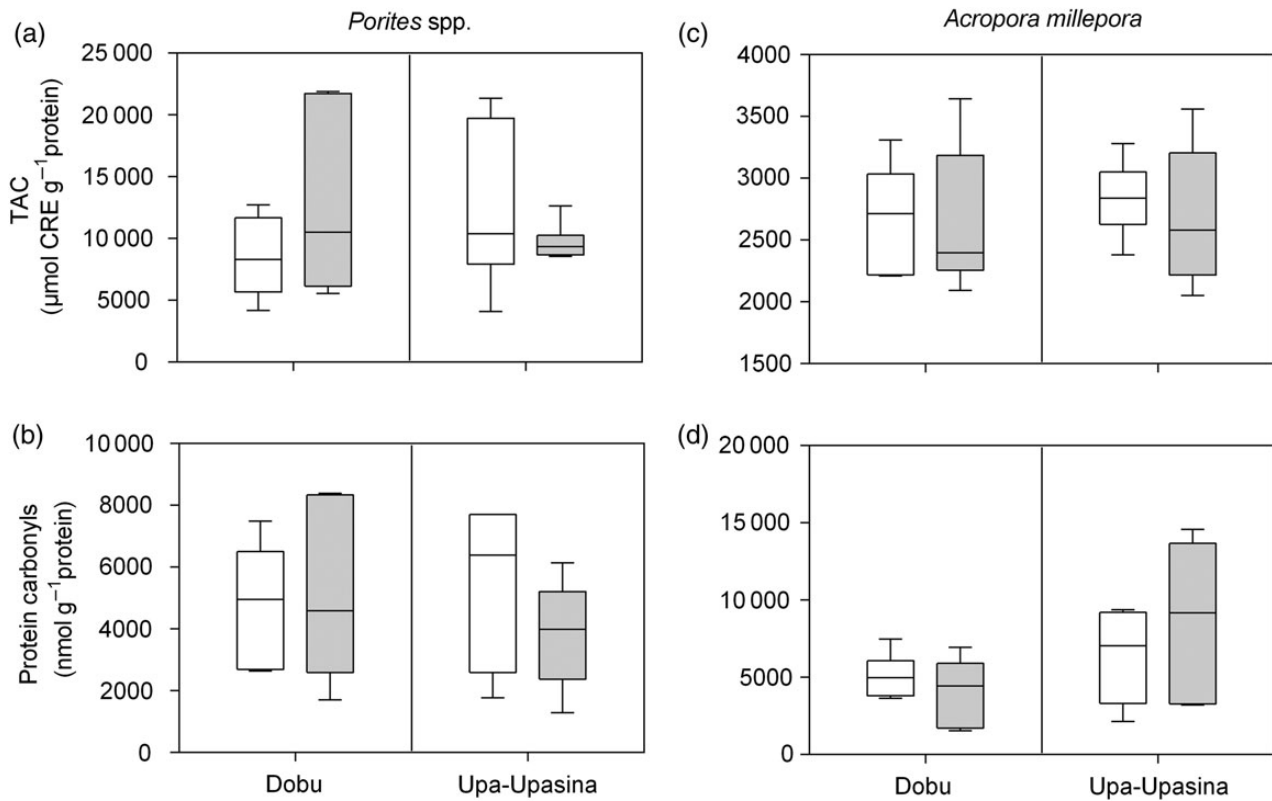 Porites spp.
Acropora millepora
(a)
TAC
(μmol CRE g⁻¹protein)
25 000
20 000
15 000
10 000
5000
0
(c)
4000
3500
3000
2500
2000
1500
(b)
Protein carbonyls
(nmol g⁻¹protein)
10 000
8000
6000
4000
2000
0
Dobu
Upa-Upasina
(d)
20 000
15 000
10 000
5000
0
Dobu
Upa-Upasina